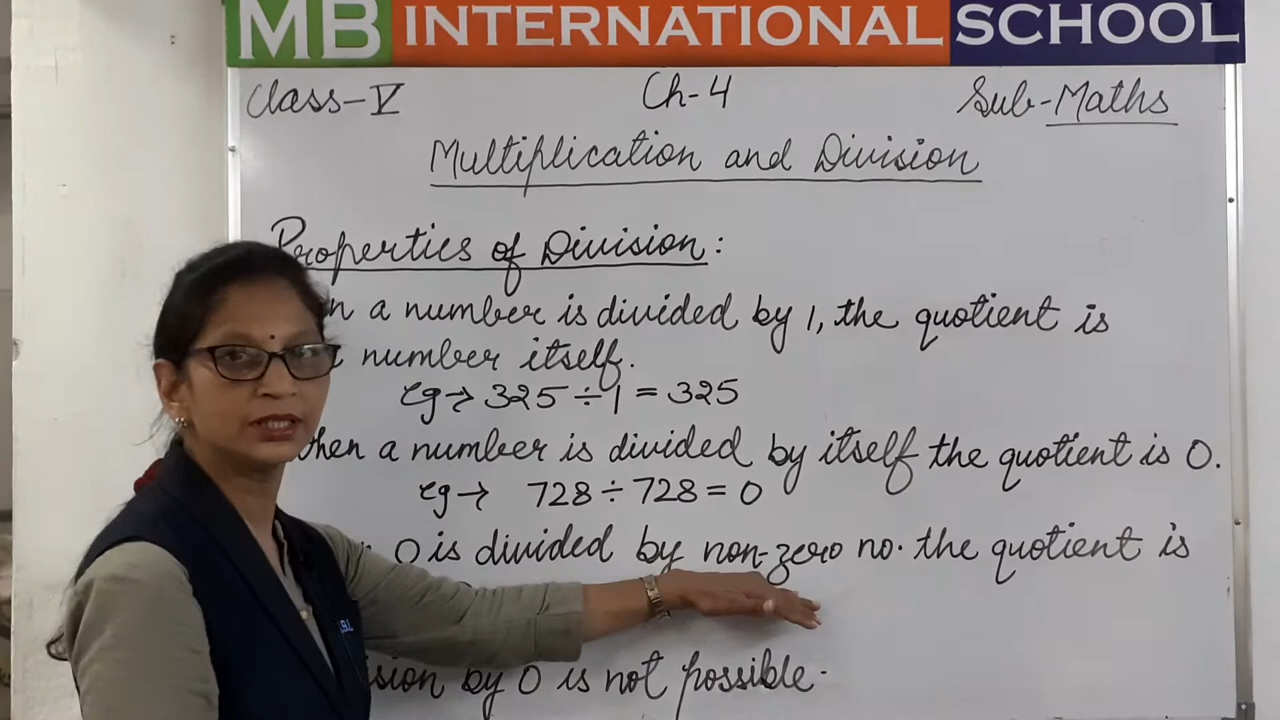 MB INTERNATIONAL SCHOOL
Class-V Ch-4 Sub-Maths
Multiplication and Division
Properties of Division:
a number is divided by 1, the quotient is
number itself.
eg → 325 ÷ 1 = 325
When a number is divided by itself the quotient is 0.
eg → 728 ÷ 728 = 0
0 is divided by non-zero no. the quotient is
by 0 is not possible.